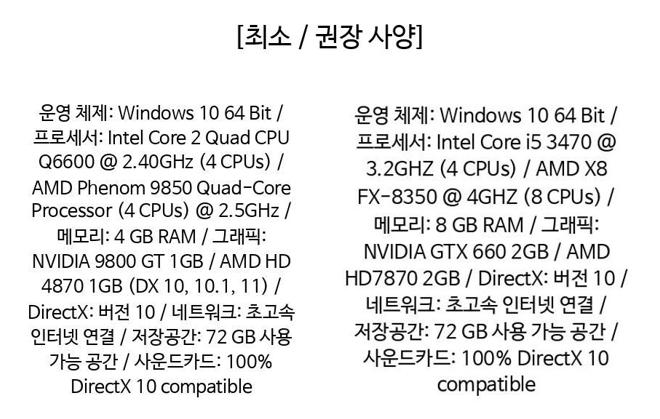 [최소 / 권장 사양]
운영 체제: Windows 10 64 Bit /
프로세서: Intel Core 2 Quad CPU
Q6600 @ 2.40GHz (4 CPUs) /
AMD Phenom 9850 Quad-Core
Processor (4 CPUs) @ 2.5GHz /
메모리: 4 GB RAM / 그래픽:
NVIDIA 9800 GT 1GB / AMD HD
4870 1GB (DX 10, 10.1, 11) /
DirectX: 버전 10 / 네트워크: 초고속
인터넷 연결 / 저장공간: 72 GB 사용
가능 공간 / 사운드카드: 100%
DirectX 10 compatible
운영 체제: Windows 10 64 Bit /
프로세서: Intel Core i5 3470 @
3.2GHZ (4 CPUs) / AMD X8
FX-8350 @ 4GHZ (8 CPUs) /
메모리: 8 GB RAM / 그래픽:
NVIDIA GTX 660 2GB / AMD
HD7870 2GB / DirectX: 버전 10 /
네트워크: 초고속 인터넷 연결 /
저장공간: 72 GB 사용 가능 공간 /
사운드카드: 100% DirectX 10
compatible